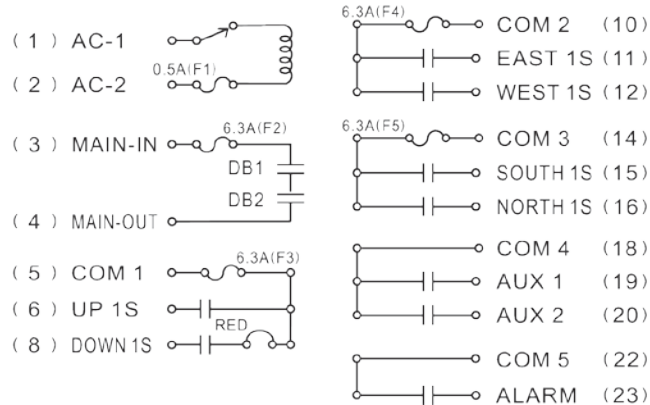 ( 1 ) AC-1
0.5A(F1)
( 2 ) AC-2
6.3A(F2)
( 3 ) MAIN-IN
DB1
DB2
( 4 ) MAIN-OUT
6.3A(F3)
( 5 ) COM 1
( 6 ) UP 1S
RED
( 8 ) DOWN 1S
6.3A(F4)
COM 2 (10)
EAST 1S (11)
WEST 1S (12)
6.3A(F5)
COM 3 (14)
SOUTH 1S (15)
NORTH 1S (16)
COM 4 (18)
AUX 1 (19)
AUX 2 (20)
COM 5 (22)
ALARM (23)